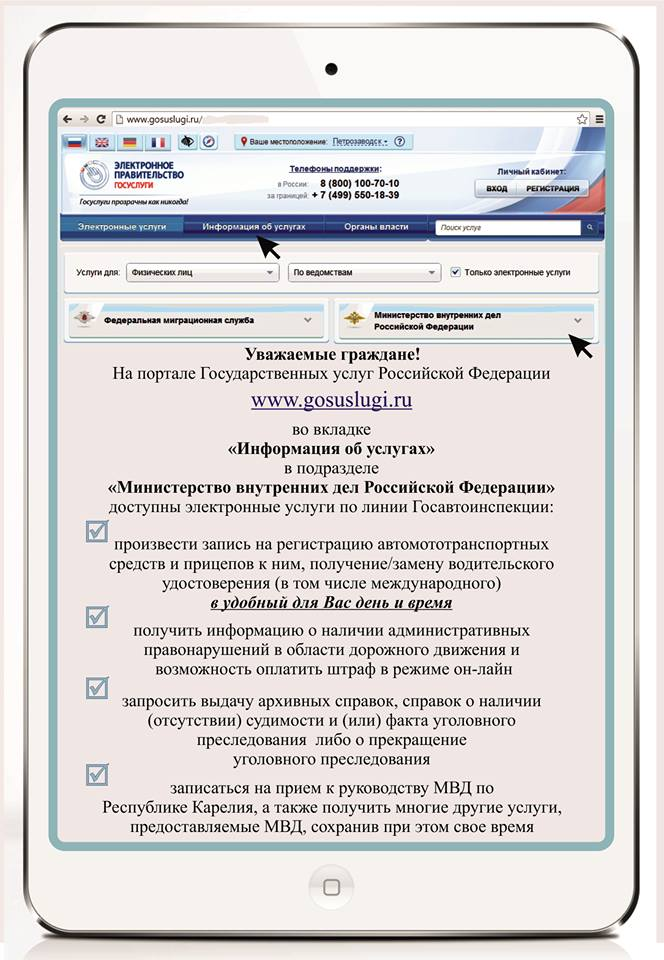 www.gosuslugi.ru/
Ваше местоположение: Петрозаводск
ЭЛЕКТРОННОЕ
ПРАВИТЕЛЬСТВО
ГОСУСЛУГИ
Госуслуги прозрачны как никогда!
Телефоны поддержки:
в России: 8 (800) 100-70-10
за границей: + 7 (499) 550-18-39
Личный кабинет:
ВХОД РЕГИСТРАЦИЯ
Электронные услуги Информация об услугах Органы власти Поиск услуг
Услуги для: Физических лиц По ведомствам Только электронные услуги
Федеральная миграционная служба
Министерство внутренних дел
Российской Федерации
Уважаемые граждане!
На портале Государственных услуг Российской Федерации
www.gosuslugi.ru
во вкладке
«Информация об услугах»
в подразделе
«Министерство внутренних дел Российской Федерации»
доступны электронные услуги по линии Госавтоинспекции:
произвести запись на регистрацию автомототранспортных
средств и прицепов к ним, получение/замену водительского
удостоверения (в том числе международного)
в удобный для Вас день и время
получить информацию о наличии административных
правонарушений в области дорожного движения и
возможность оплатить штраф в режиме он-лайн
запросить выдачу архивных справок, справок о наличии
(отсутствии) судимости и (или) факта уголовного
преследования либо о прекращение
уголовного преследования
записаться на прием к руководству МВД по
Республике Карелия, а также получить многие другие услуги,
предоставляемые МВД, сохранив при этом свое время